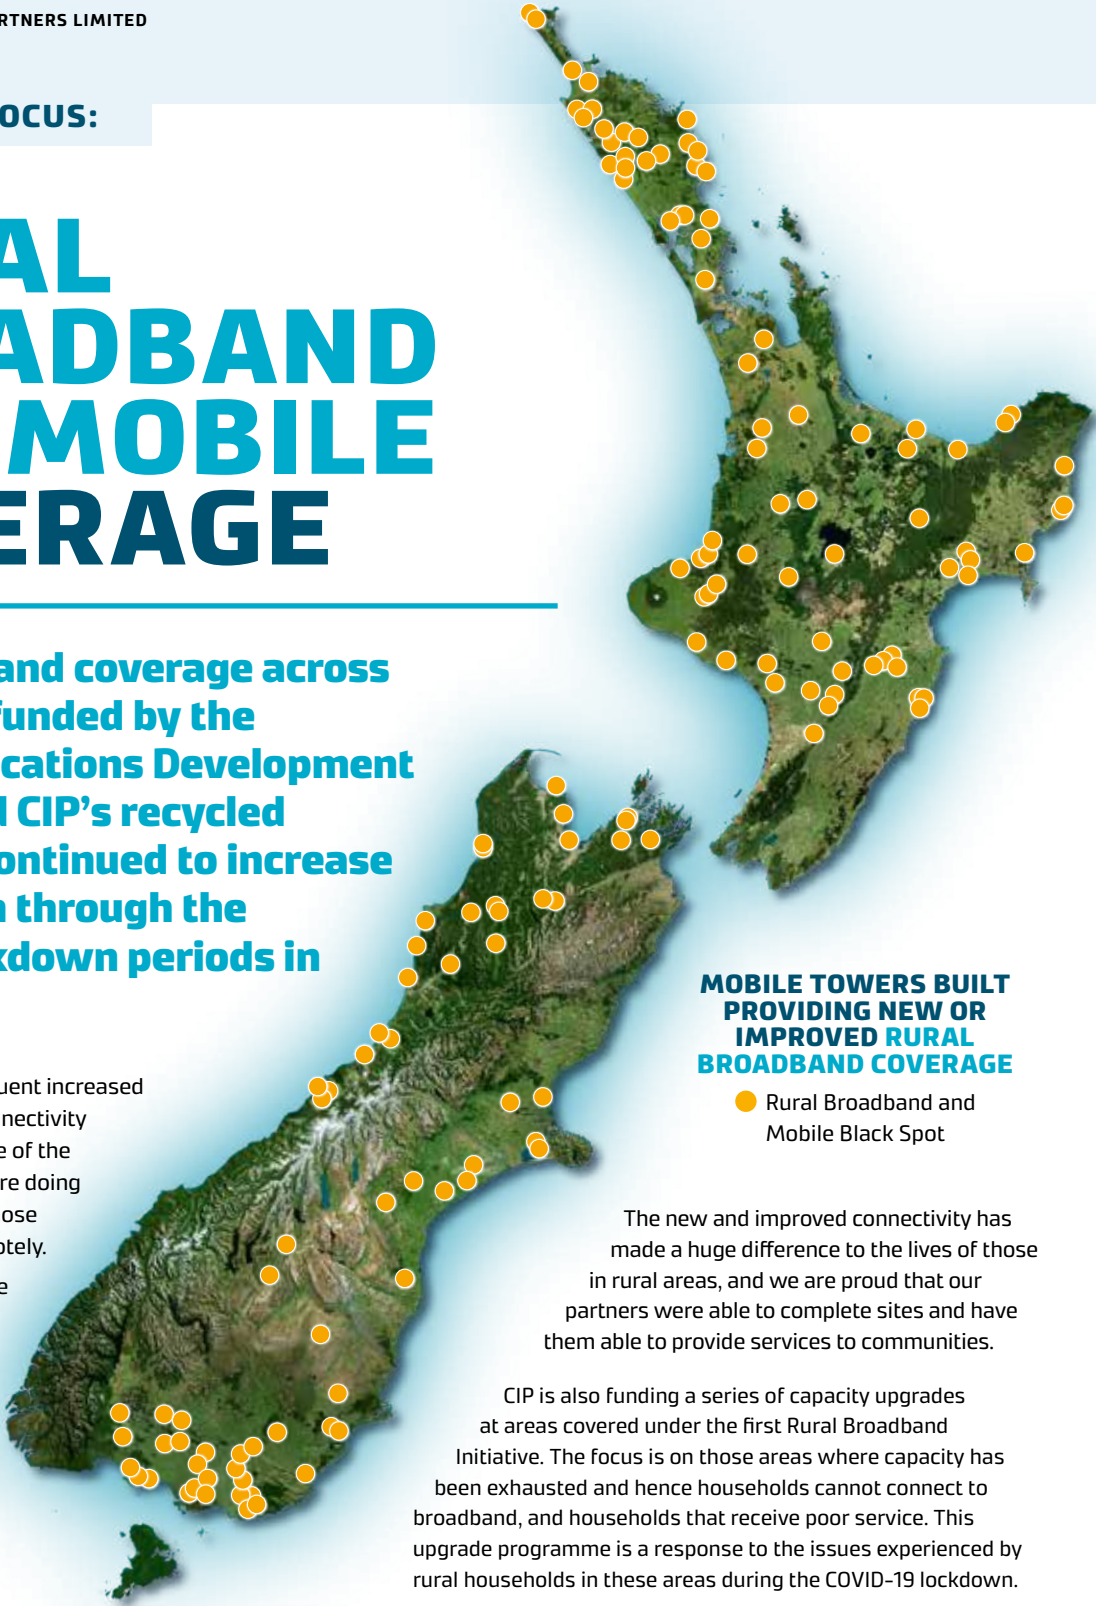 RTNERS LIMITED
OCUS:
AL
ADBAND
MOBILE
ERAGE
and coverage across
funded by the
ications Development
d CIP’s recycled
ontinued to increase
n through the
kdown periods in
uent increased
nectivity
e of the
re doing
ose
otely.
e
MOBILE TOWERS BUILT
PROVIDING NEW OR
IMPROVED RURAL
BROADBAND COVERAGE
Rural Broadband and
Mobile Black Spot
The new and improved connectivity has
made a huge difference to the lives of those
in rural areas, and we are proud that our
partners were able to complete sites and have
them able to provide services to communities.
CIP is also funding a series of capacity upgrades
at areas covered under the first Rural Broadband
Initiative. The focus is on those areas where capacity has
been exhausted and hence households cannot connect to
broadband, and households that receive poor service. This
upgrade programme is a response to the issues experienced by
rural households in these areas during the COVID-19 lockdown.